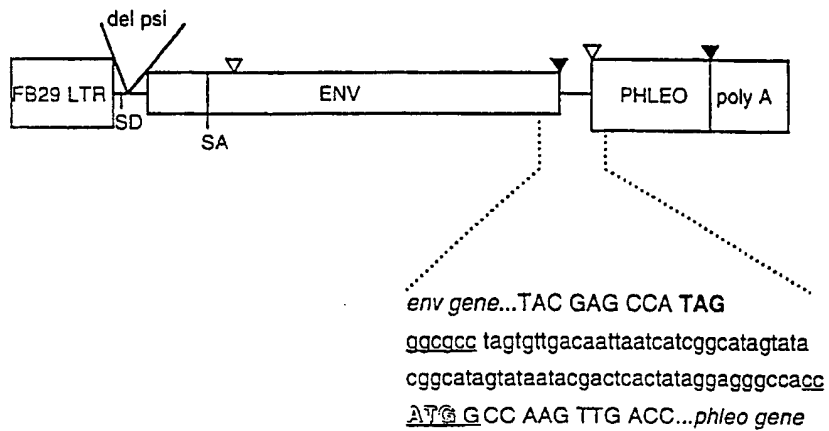 del psi
FB29 LTR
SD
SA
ENV
PHLEO
poly A
env gene...TAC GAG CCA TAG
ggcgcc tagtgttgacaattaatcatcggcatagtata
cggcatagtataatacgactcactataggagggccacc
ATG GCC AAG TTG ACC...phleo gene